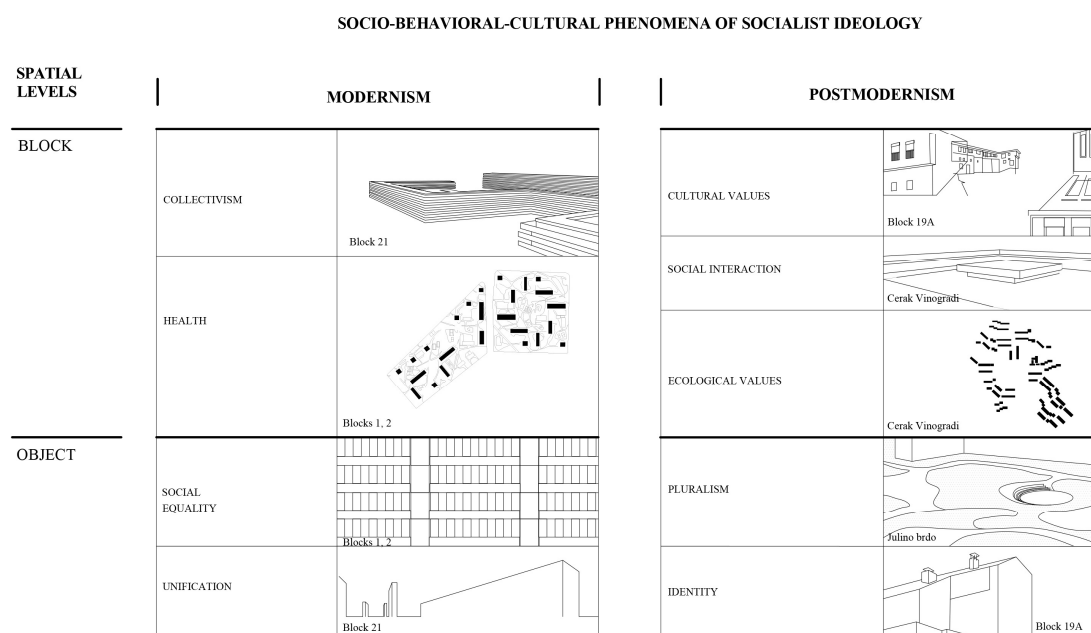 SOCIO-BEHAVIORAL-CULTURAL PHENOMENA OF SOCIALIST IDEOLOGY
SPATIAL
LEVELS
MODERNISM
POSTMODERNISM
BLOCK
COLLECTIVISM
Block 21
HEALTH
Blocks 1, 2
CULTURAL VALUES
Block 19A
SOCIAL INTERACTION
Cerak Vinogradi
ECOLOGICAL VALUES
Cerak Vinogradi
OBJECT
SOCIAL
EQUALITY
Blocks 1, 2
UNIFICATION
Block 21
PLURALISM
Julino brdo
IDENTITY
Block 19A